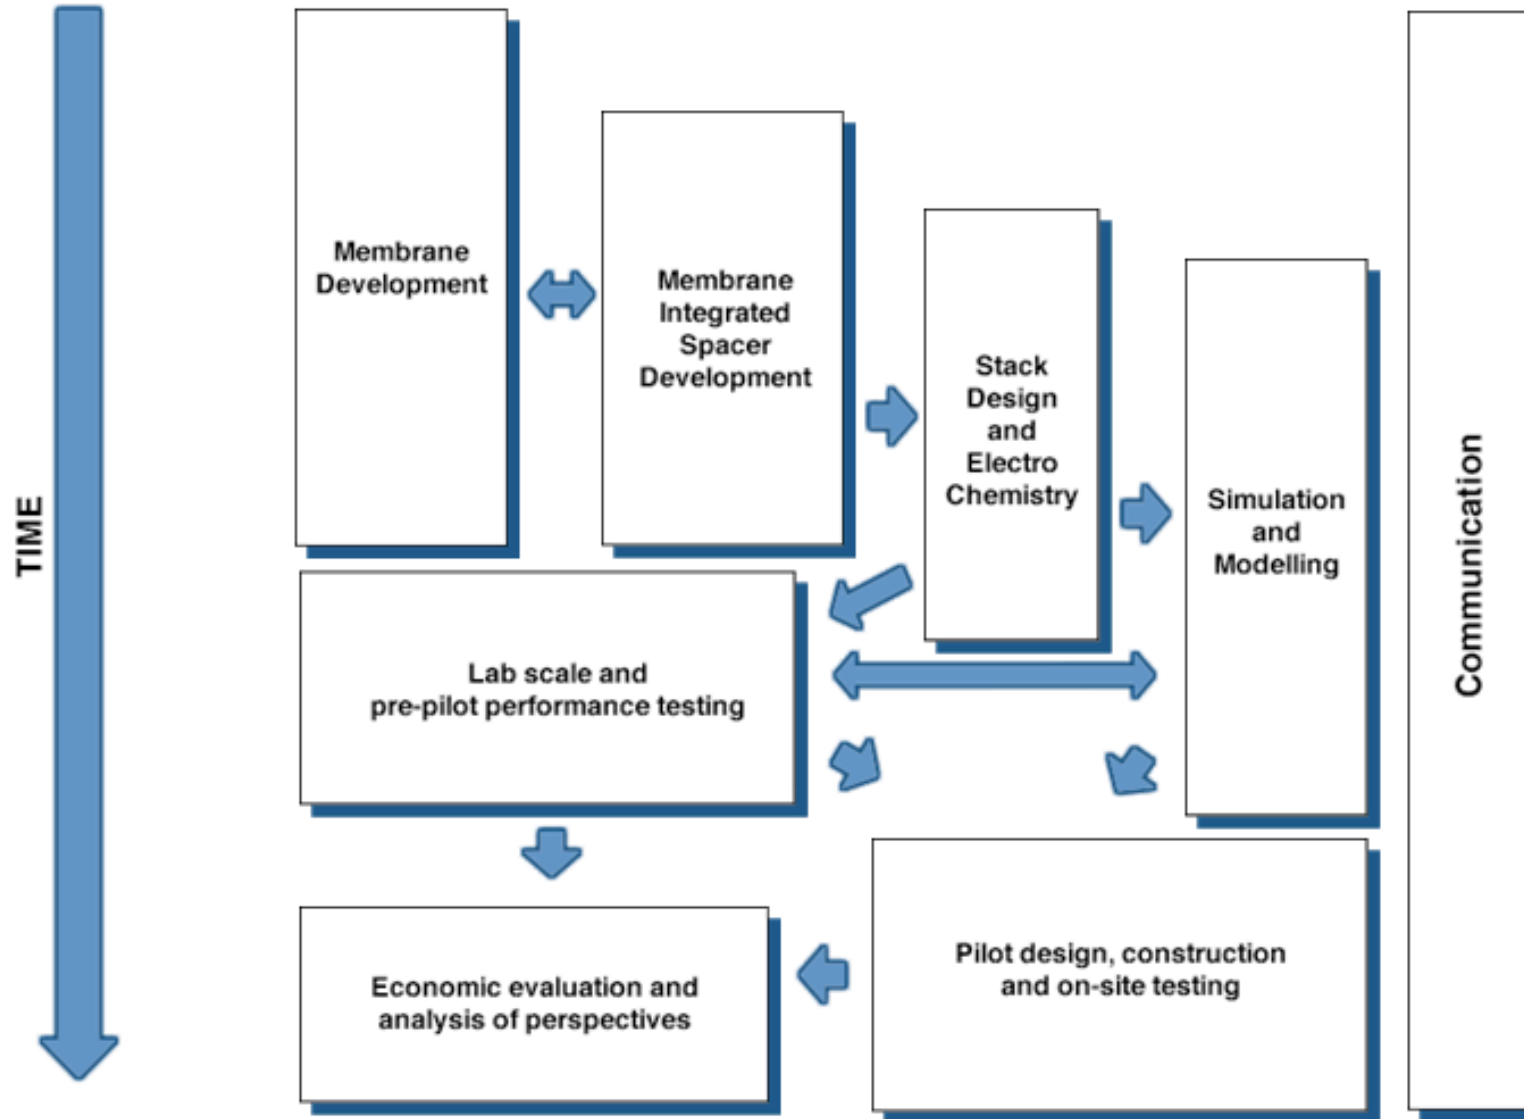 TIME
Membrane
Development
Membrane
Integrated
Spacer
Development
Stack
Design
and
Electro
Chemistry
Simulation
and
Modelling
Communication
Lab scale and
pre-pilot performance testing
Economic evaluation and
analysis of perspectives
Pilot design, construction
and on-site testing